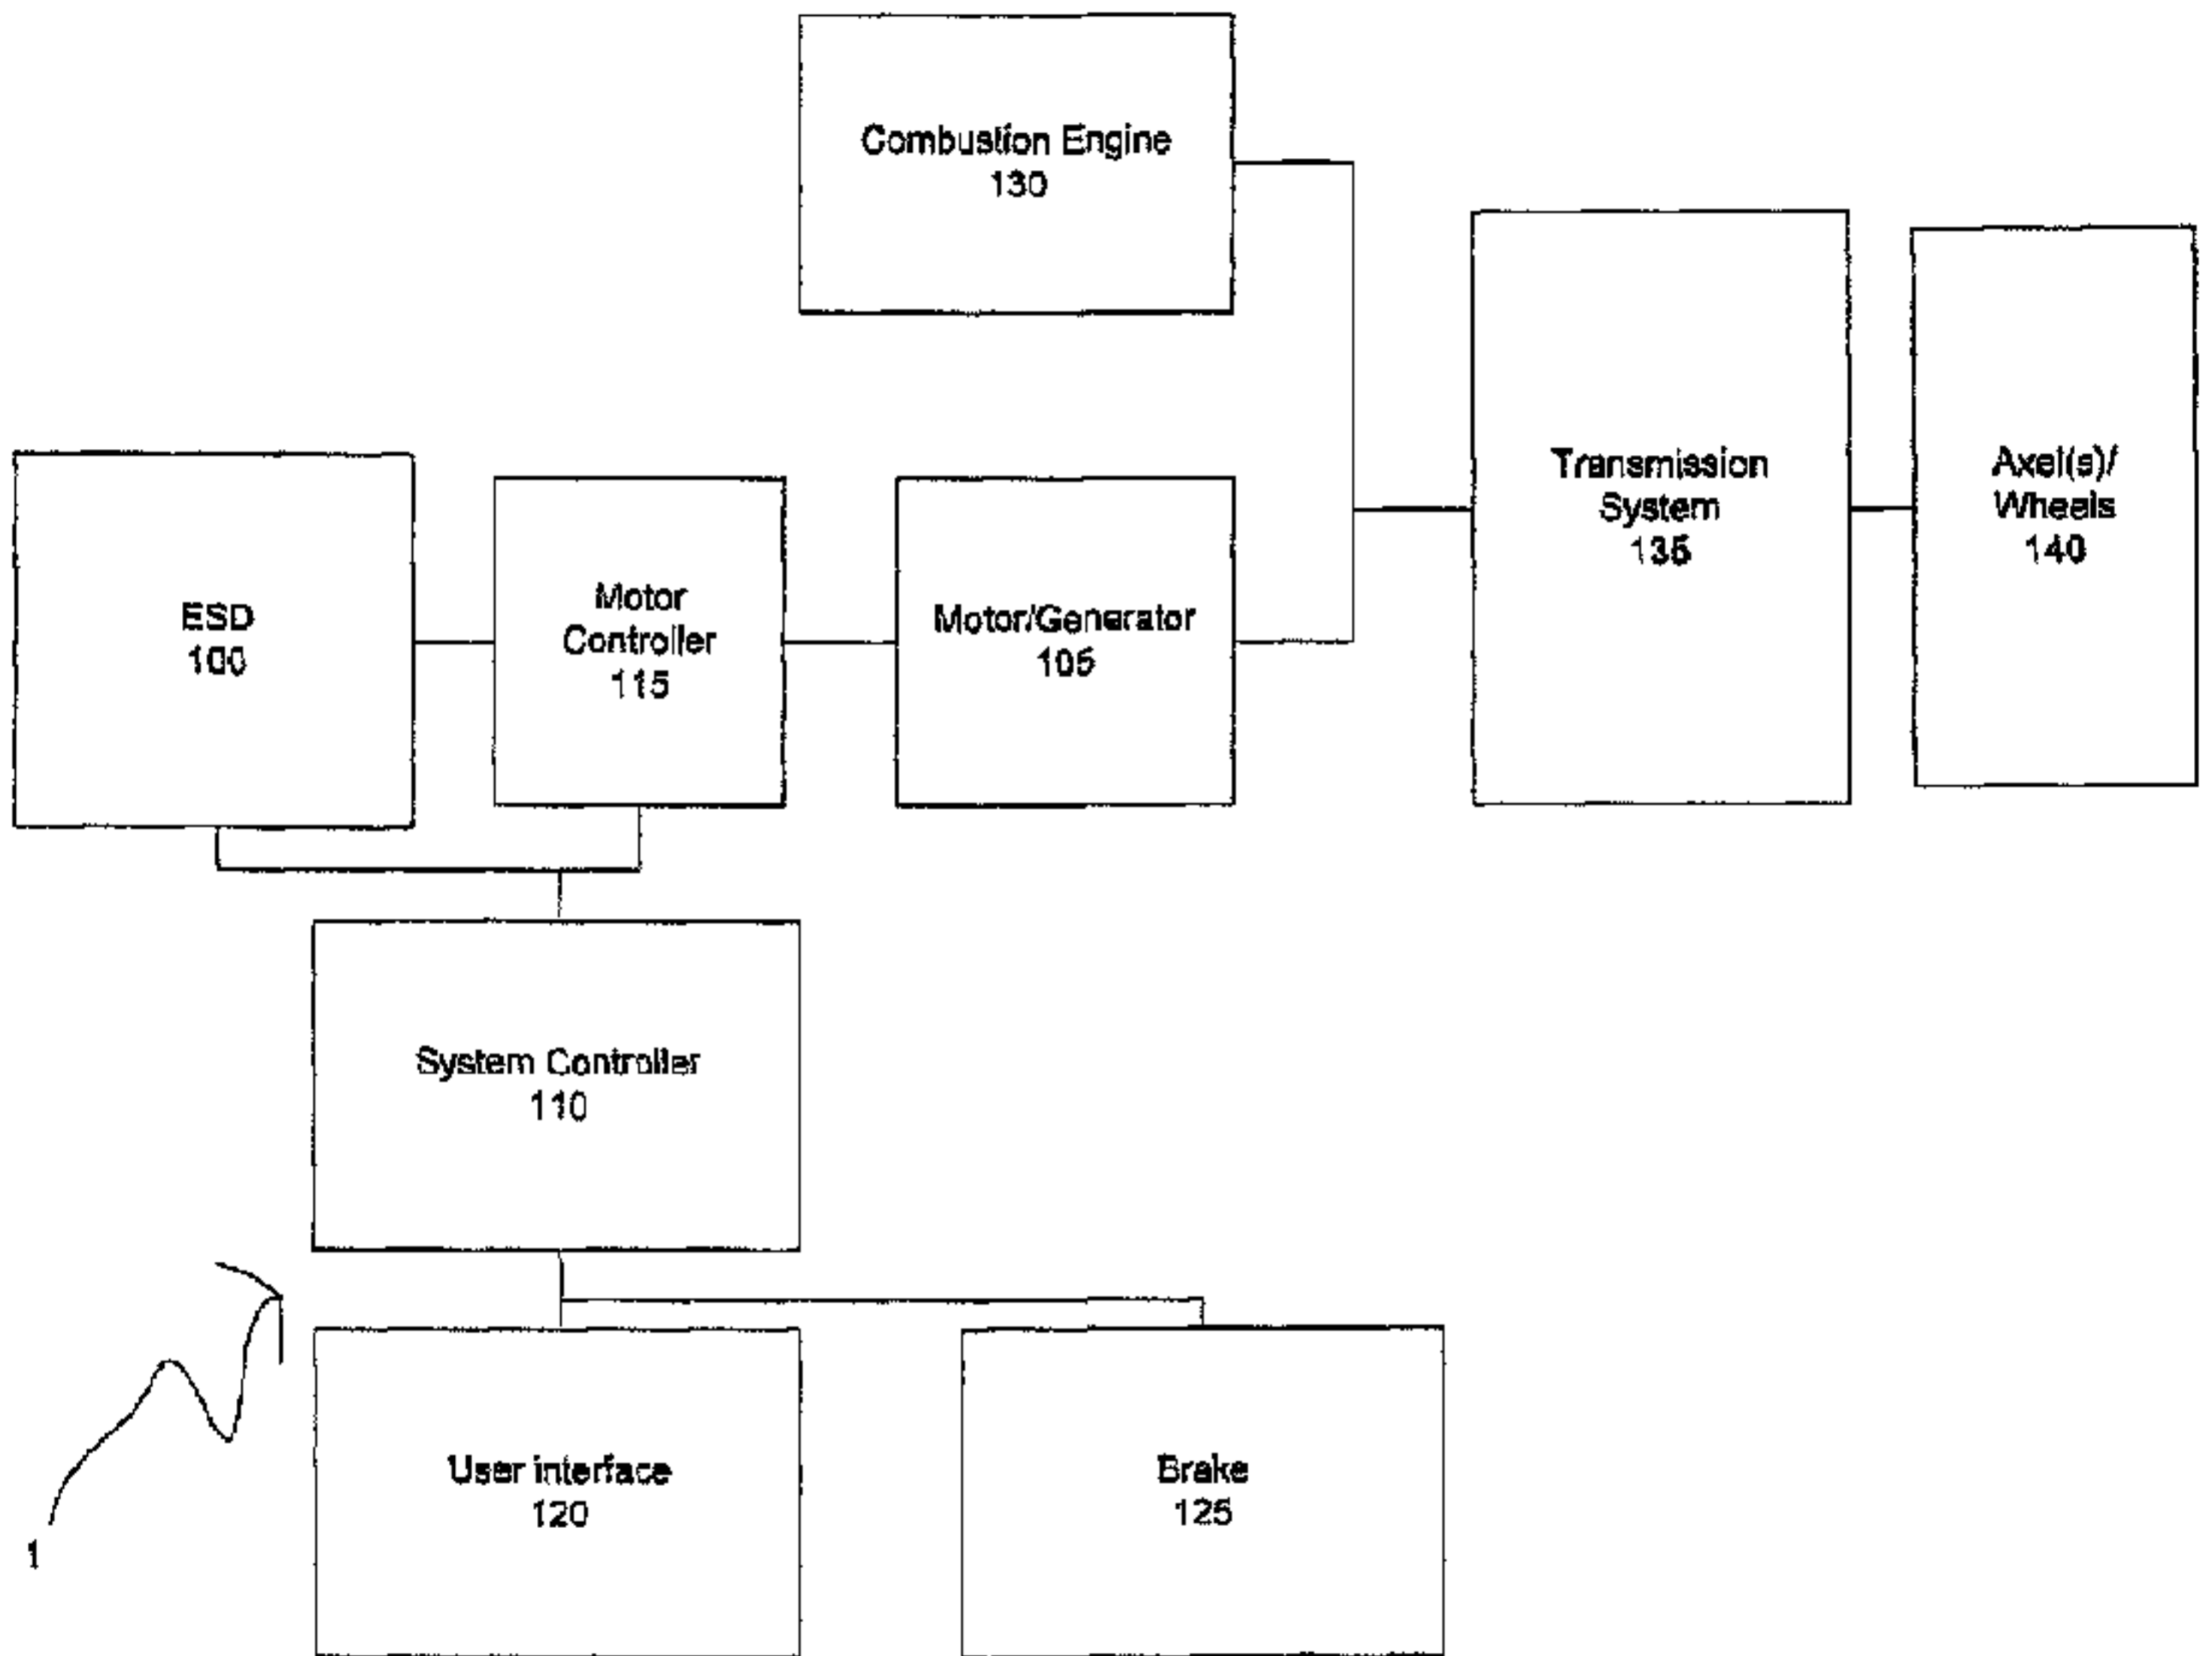 Combustion Engine
130
Transmission
System
135
Axel(s)/
Wheels
140
ESD
100
Motor
Controller
115
Motor/Generator
105
System Controller
110
User interface
120
Brake
125
1